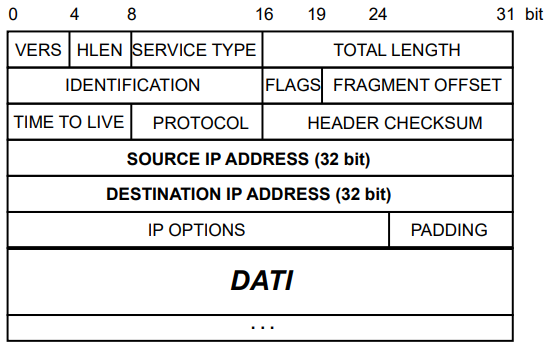 0 4 8 16 19 24 31 bit
VERS HLEN SERVICE TYPE TOTAL LENGTH
IDENTIFICATION FLAGS FRAGMENT OFFSET
TIME TO LIVE PROTOCOL HEADER CHECKSUM
SOURCE IP ADDRESS (32 bit)
DESTINATION IP ADDRESS (32 bit)
IP OPTIONS PADDING
DATI
. . .